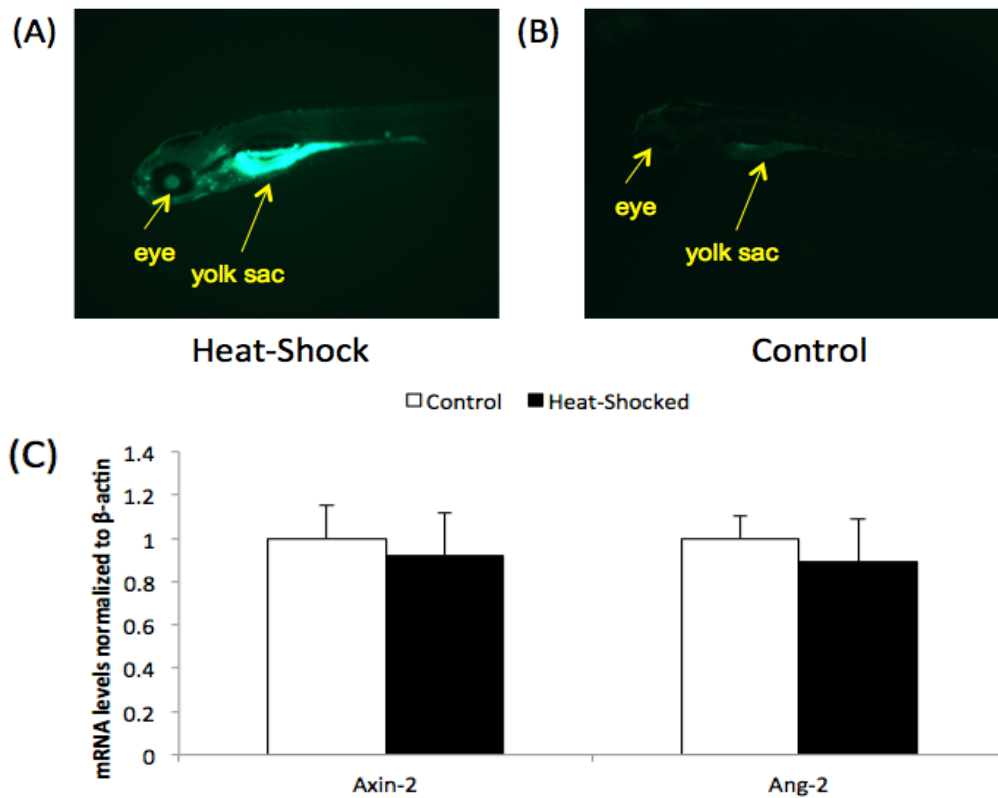 (A)
eye
yolk sac
Heat-Shock
(B)
eye
yolk sac
Control
Control
Heat-Shocked
(C)
mRNA levels normalized to β-actin
1.4
1.2
1
0.8
0.6
0.4
0.2
0
Axin-2
Ang-2